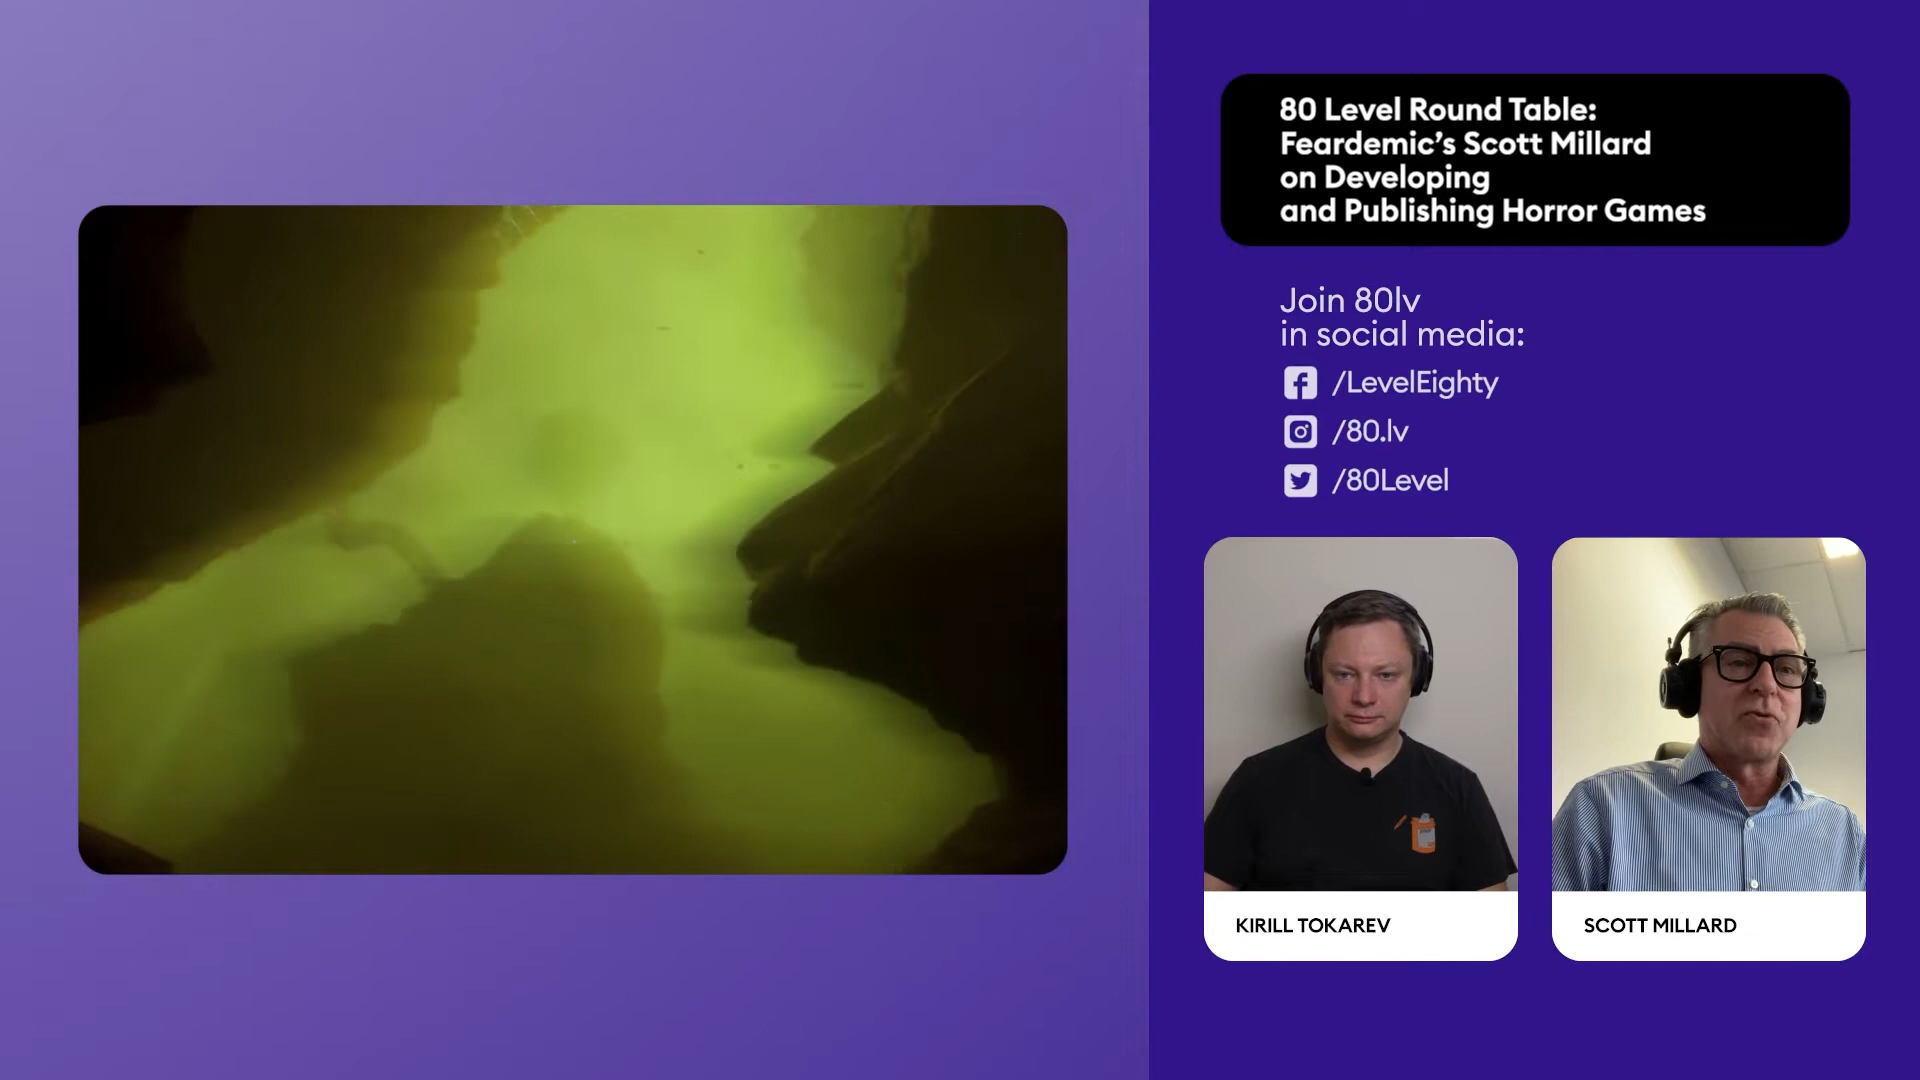 80 Level Round Table:
Feardemic’s Scott Millard
on Developing
and Publishing Horror Games
Join 80lv
in social media:
/LevelEighty
/80.lv
/80Level
KIRILL TOKAREV
SCOTT MILLARD